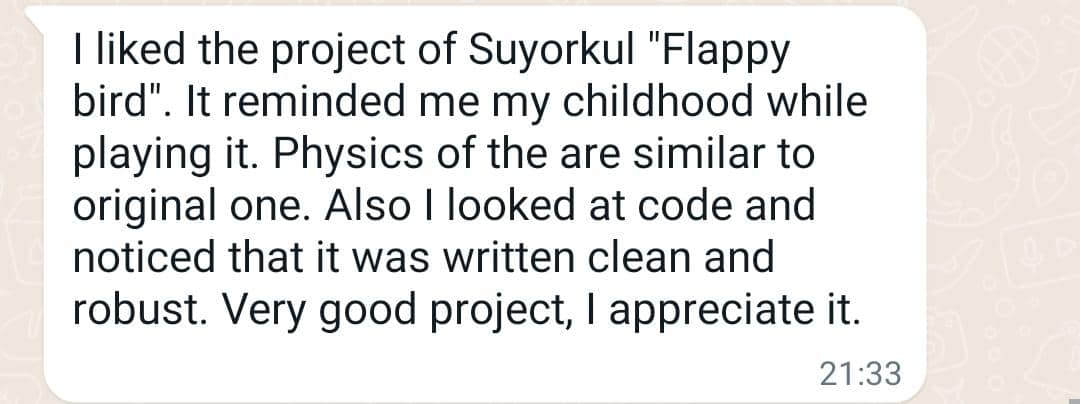 I liked the project of Suyorkul "Flappy
bird". It reminded me my childhood while
playing it. Physics of the are similar to
original one. Also I looked at code and
noticed that it was written clean and
robust. Very good project, I appreciate it.
21:33